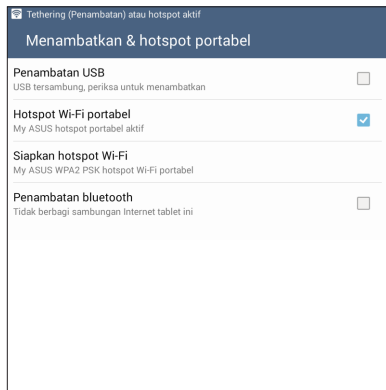 Tethering (Penambatan) atau hotspot aktif
Menambatkan & hotspot portabel
Penambatan USB
USB tersambung, periksa untuk menambatkan
Hotspot Wi-Fi portabel
My ASUS hotspot portabel aktif
Siapkan hotspot Wi-Fi
My ASUS WPA2 PSK hotspot Wi-Fi portabel
Penambatan bluetooth
Tidak berbagi sambungan Internet tablet ini